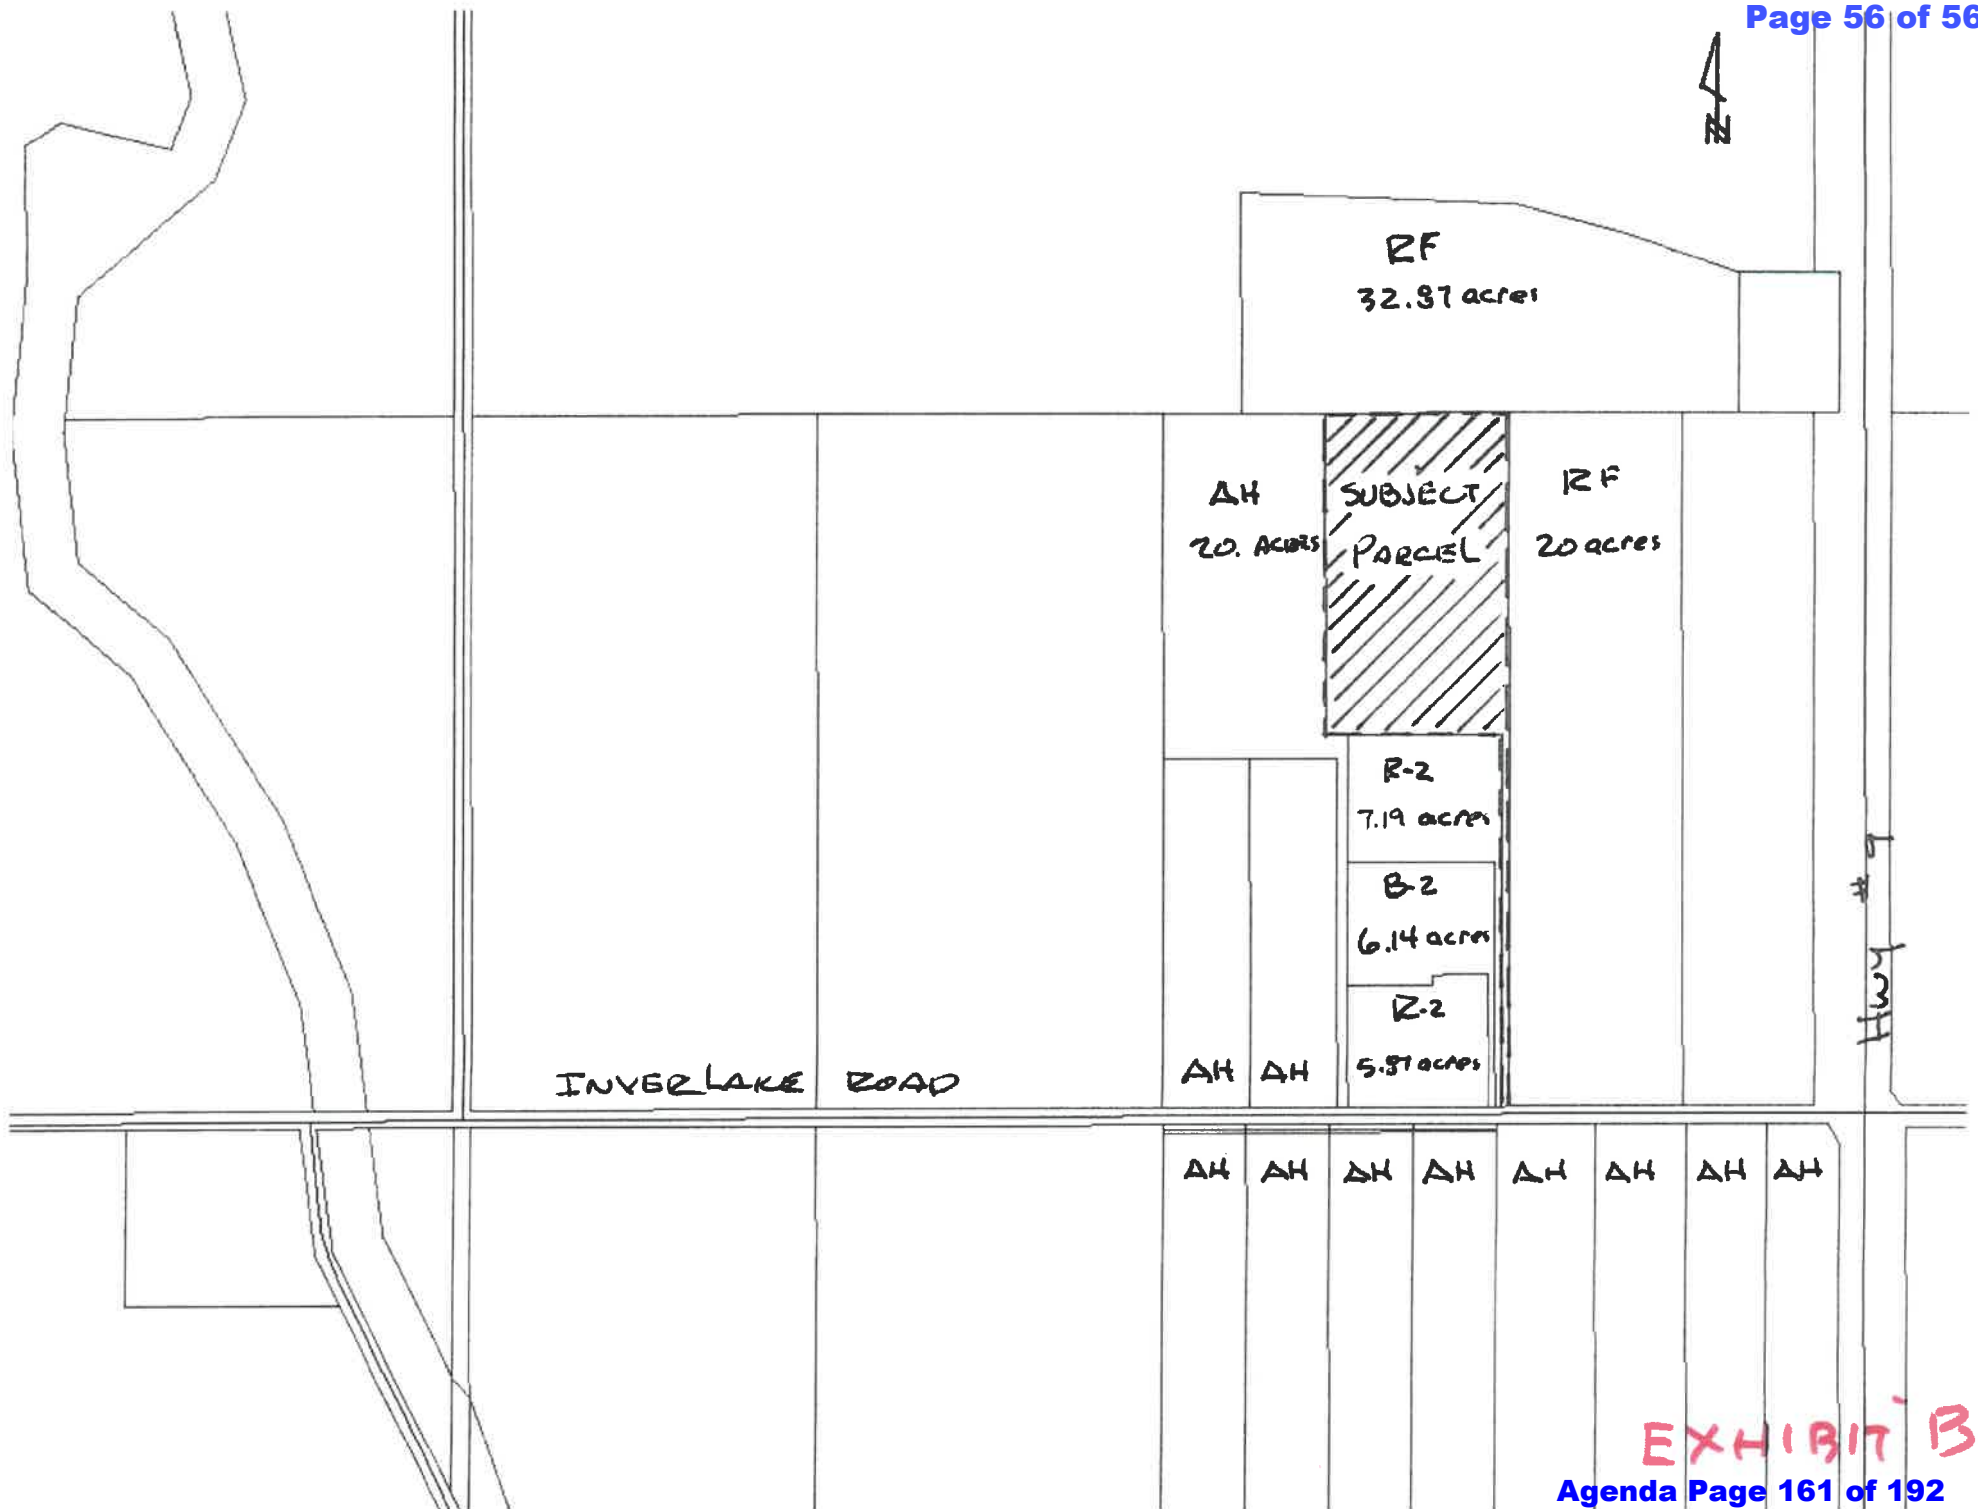 Page 56 of 56
N
RF
32.87 acres
AH
20. ACRES
SUBJECT
PARCEL
RF
20 acres
R-2
7.19 acres
B-2
6.14 acres
R-2
5.87 acres
Hwy # 9
INVERLAKE ROAD
AH AH
AH AH AH AH AH AH AH AH
EXHIBIT B
Agenda Page 161 of 192